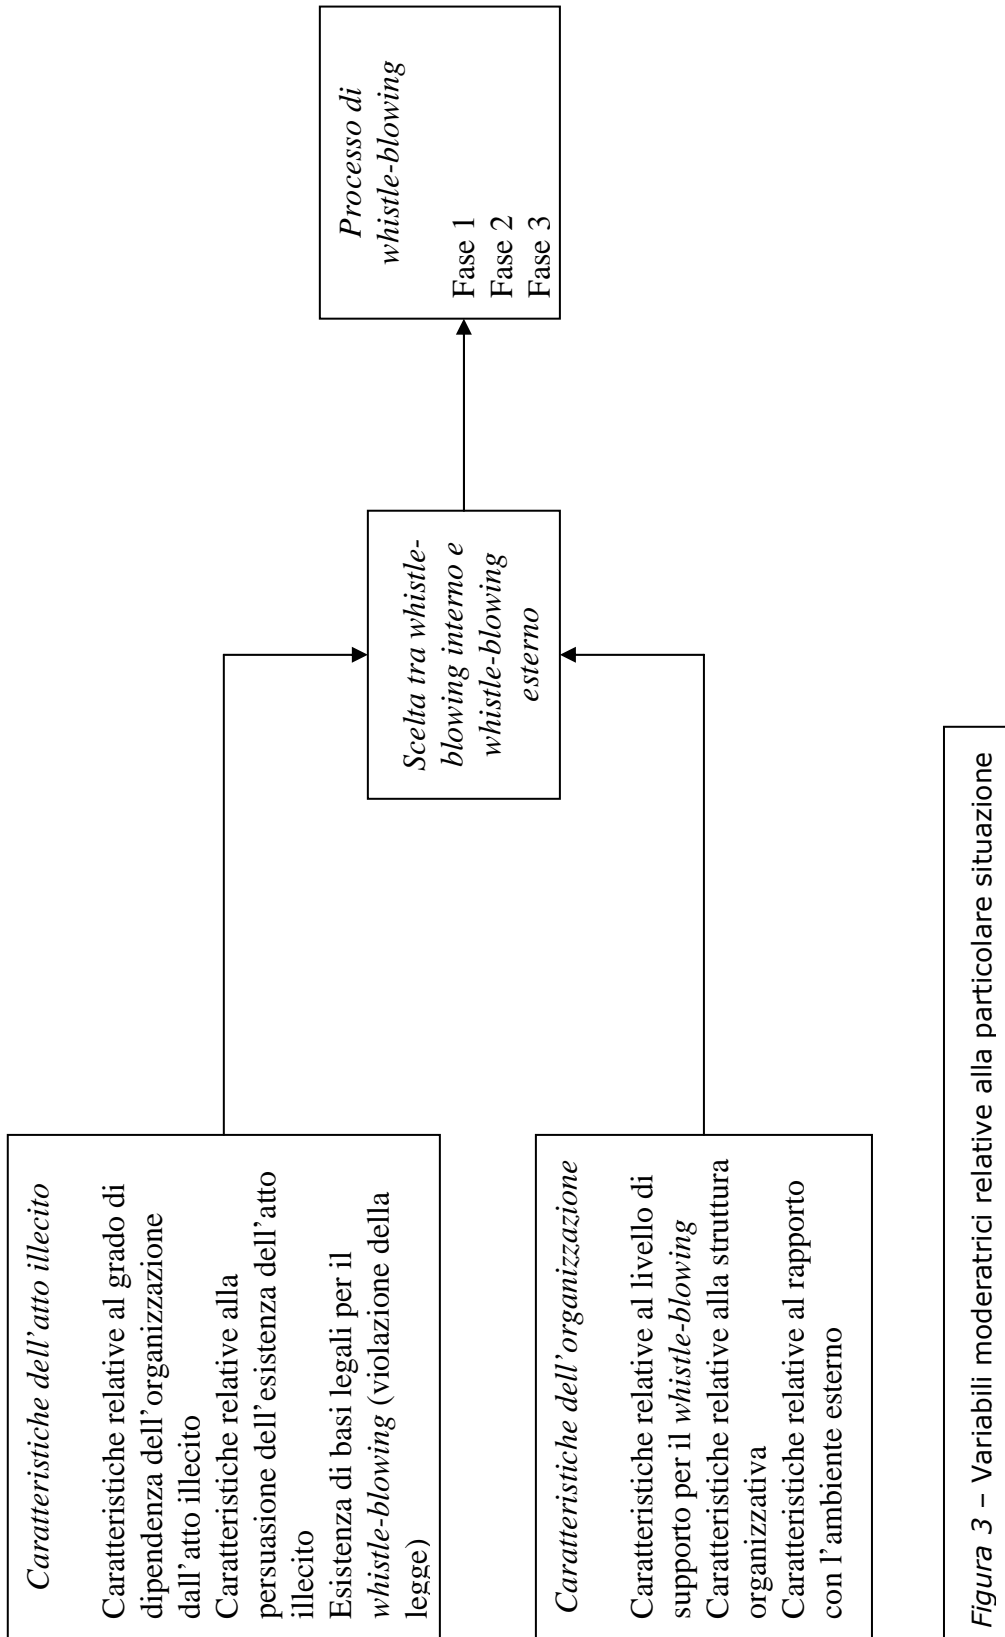 Caratteristiche dell'atto illecito
Caratteristiche relative al grado di
dipendenza dell'organizzazione
dall'atto illecito
Caratteristiche relative alla
persuasione dell'esistenza dell'atto
illecito
Esistenza di basi legali per il
whistle-blowing (violazione della
legge)
Caratteristiche dell'organizzazione
Caratteristiche relative al livello di
supporto per il whistle-blowing
Caratteristiche relative alla struttura
organizzativa
Caratteristiche relative al rapporto
con l'ambiente esterno
Scelta tra whistle-
blowing interno e
whistle-blowing
esterno
Processo di
whistle-blowing
Fase 1
Fase 2
Fase 3
Figura 3 – Variabili moderatrici relative alla particolare situazione